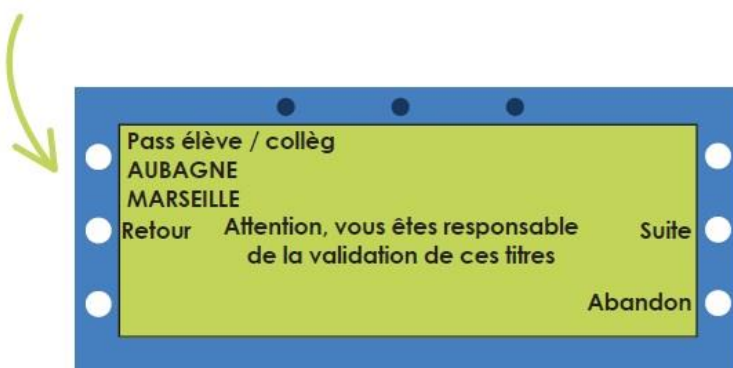 Pass élève / collèg
AUBAGNE
MARSEILLE
Retour Attention, vous êtes responsable Suite
de la validation de ces titres
Abandon